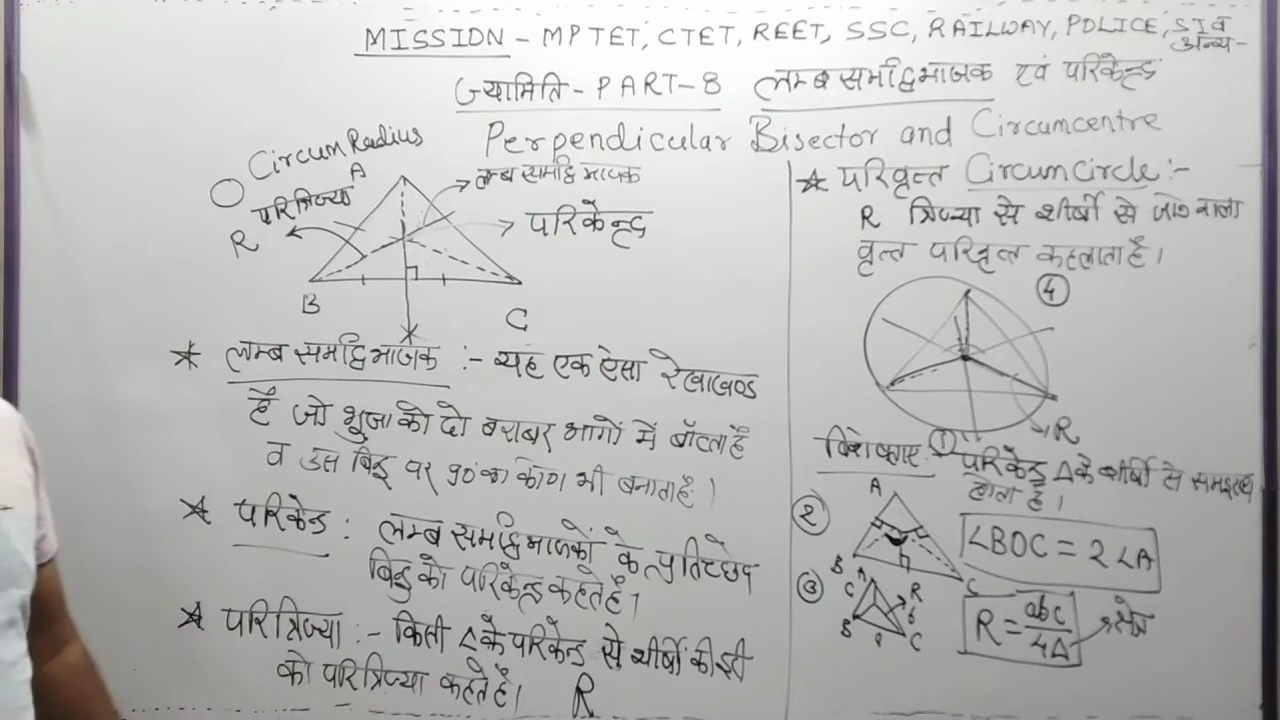 MISSION - MPTET, CTET, REET, SSC, RAILWAY, POLICE, SI व
अन्य-
ज्यामिति - PART-8 लम्ब समद्विभाजक एवं परिकेन्द्र
Perpendicular Bisector and Circumcentre
Circum Radius
परित्रिज्या
R
A
लम्ब समद्विभाजक
परिकेन्द्र
B
C
★ लम्ब समद्विभाजक :- यह एक ऐसा रेखाखण्ड
है जो भुजा को दो बराबर भागों में बाँटता है
व उस बिन्दु पर 90° का कोण भी बनाता है।
★ परिकेन्द्र : लम्ब समद्विभाजकों के प्रतिच्छेद
बिन्दु को परिकेन्द्र कहते है।
★ परित्रिज्या :- किसी Δ के परिकेन्द्र से शीर्षों की दूरी
को परित्रिज्या कहते है। R
★ परिवृत्त CircumCircle :-
R त्रिज्या से शीर्षों से जाने वाला
वृत्त परिवृत्त कहलाता है।
④
R
विशेषताए ① परिकेन्द्र Δ के शीर्षों से समदूरस्थ
होता है।
②
A
B
C
∠BOC = 2∠A
③
A
C
R
b
B
C
R = abc/4Δ
क्षेत्र